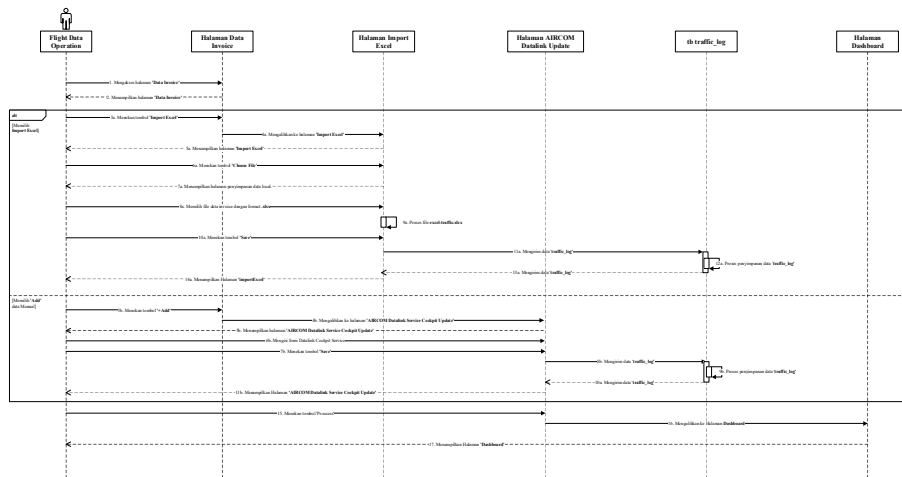 Flight Data
Operation
Halaman Data
Invoice
Halaman Import
Excel
Halaman AIRCOM
Datalink Update
tb traffic_log
Halaman
Dashboard
1. Mengakses halaman "Data Invoice"
2. Menampilkan halaman "Data Invoice"
alt
[Memilih
Import Excel]
3a. Menekan tombol "Import Excel"
4a. Mengalihkan ke halaman "Import Excel"
5a. Menampilkan halaman "Import Excel"
6a. Menekan tombol "Choose File"
7a. Menampilkan halaman penyimpanan data local
8a. Memilih file data invoice dengan format .xlsx
9a. Proses file excel traffic.xlsx
10a. Menekan tombol "Save"
11a. Mengirim data "traffic_log"
12a. Proses penyimpanan data "traffic_log"
Mengirim data "traffic_log"
Menampilkan Halaman "importExcel"
[Memilih "Add"
data Manual]
Menekan tombol "+Add"
Mengalihkan ke halaman "AIRCOM Datalink Service Cockpit Update"
Menampilkan halaman "AIRCOM Datalink Service Cockpit Update"
6b. Mengisi form Datalink Cockpit Service
7b. Menekan tombol "Save"
8b. Mengirim data "traffic_log"
9b. Proses penyimpanan data "traffic_log"
Mengirim data "traffic_log"
11b. Menampilkan Halaman "AIRCOM Datalink Service Cockpit Update"
15. Menekan tombol "Process"
16. Mengalihkan ke Halaman Dashboard
17. Menampilkan Halaman "Dashboard"